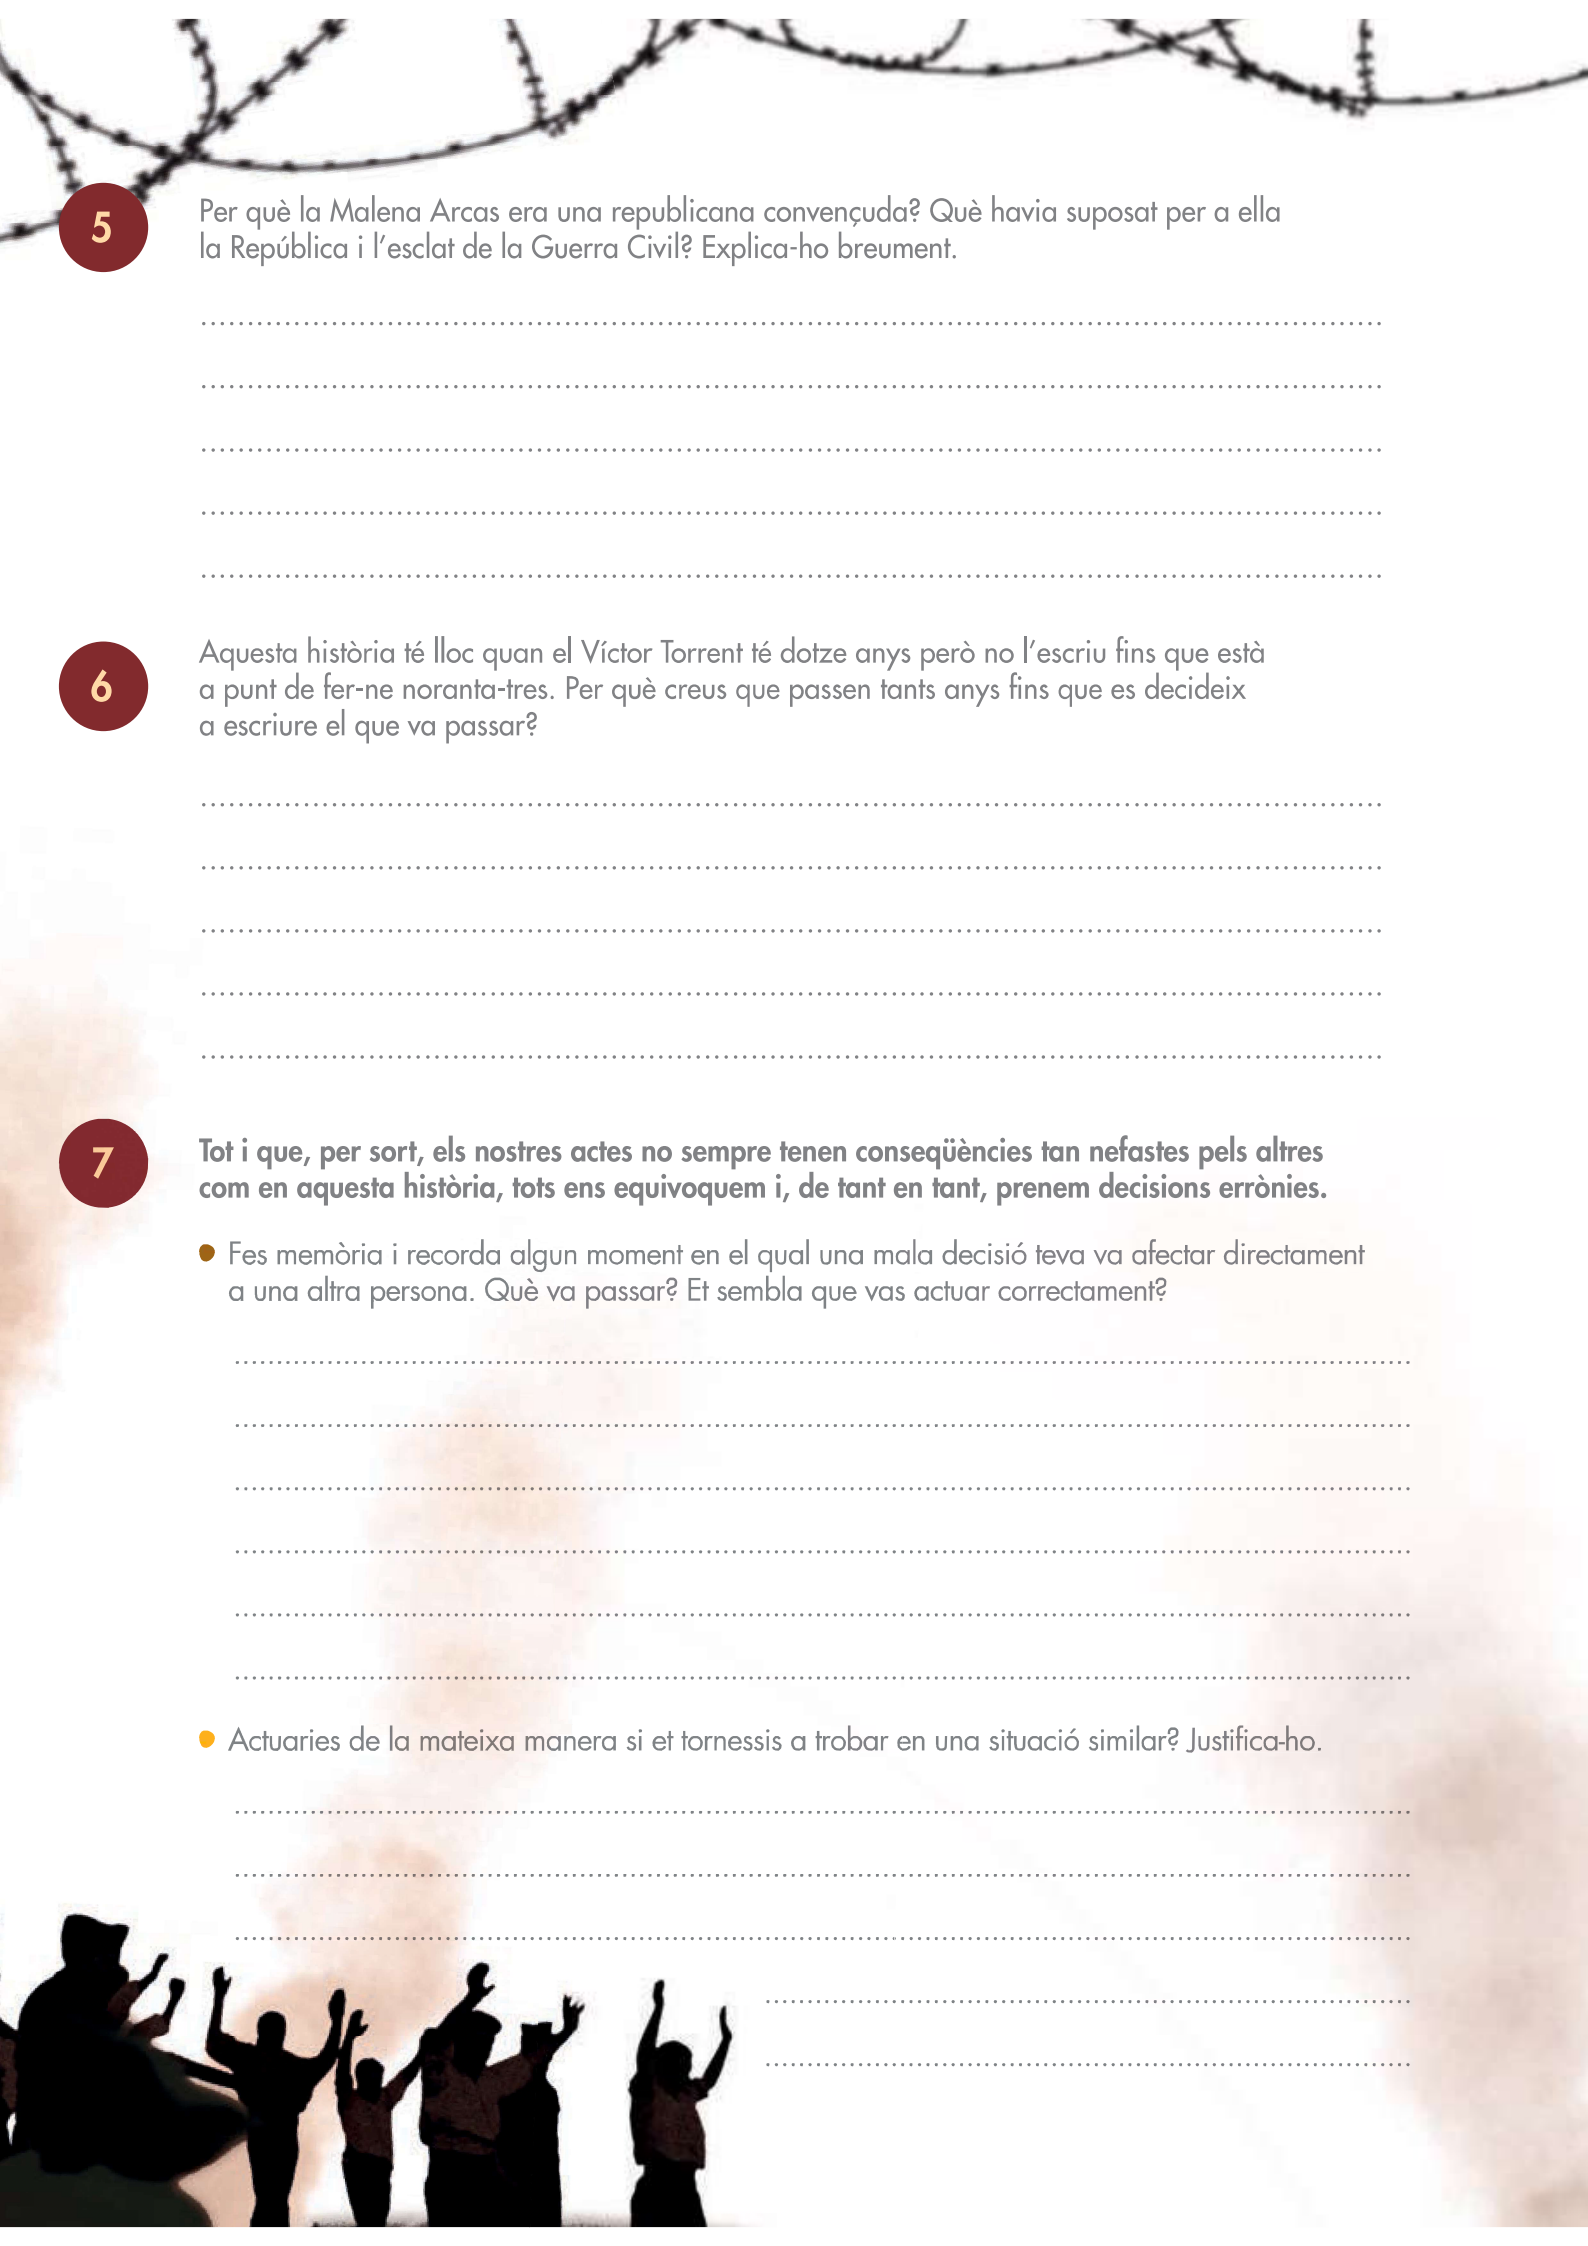 5
Per què la Malena Arcas era una republicana convençuda? Què havia suposat per a ella
la República i l’esclat de la Guerra Civil? Explica-ho breument.
6
Aquesta història té lloc quan el Víctor Torrent té dotze anys però no l’escriu fins que està
a punt de fer-ne noranta-tres. Per què creus que passen tants anys fins que es decideix
a escriure el que va passar?
7
Tot i que, per sort, els nostres actes no sempre tenen conseqüències tan nefastes pels altres
com en aquesta història, tots ens equivoquem i, de tant en tant, prenem decisions errònies.
Fes memòria i recorda algun moment en el qual una mala decisió teva va afectar directament
a una altra persona. Què va passar? Et sembla que vas actuar correctament?
Actuaries de la mateixa manera si et tornessis a trobar en una situació similar? Justifica-ho.